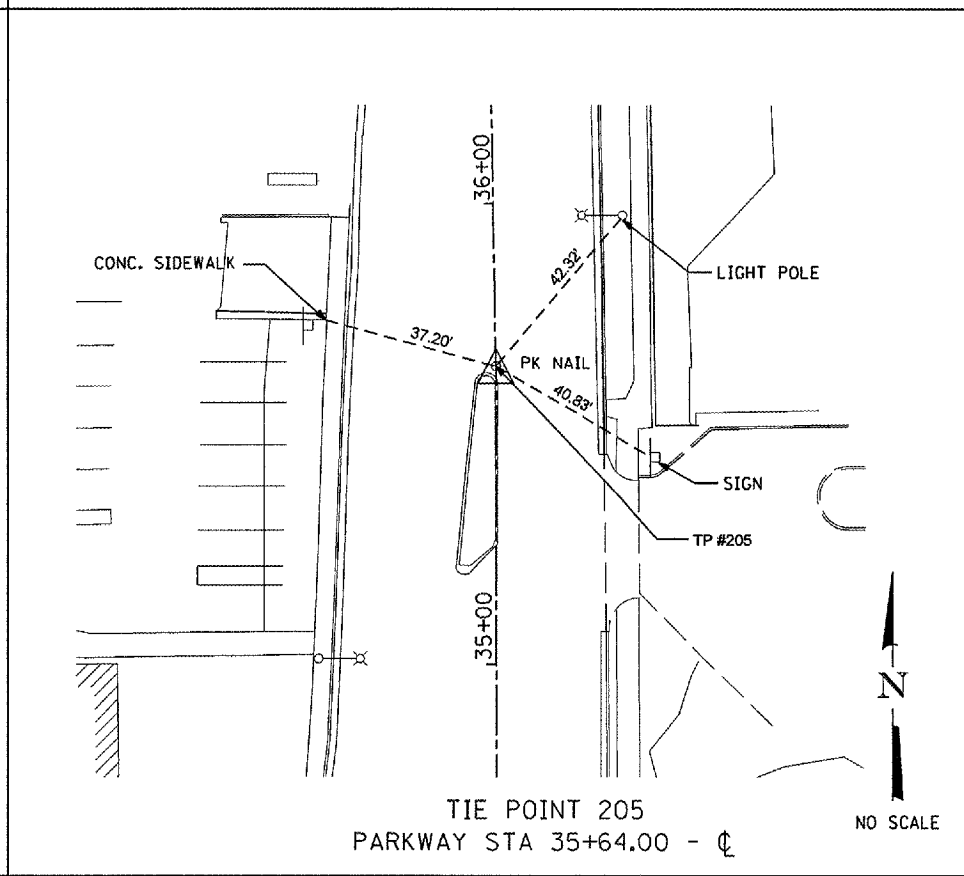 36+00
CONC. SIDEWALK
LIGHT POLE
42.32'
37.20'
PK NAIL
40.83'
SIGN
TP #205
35+00
N
TIE POINT 205
NO SCALE
PARKWAY STA 35+64.00 - ℄